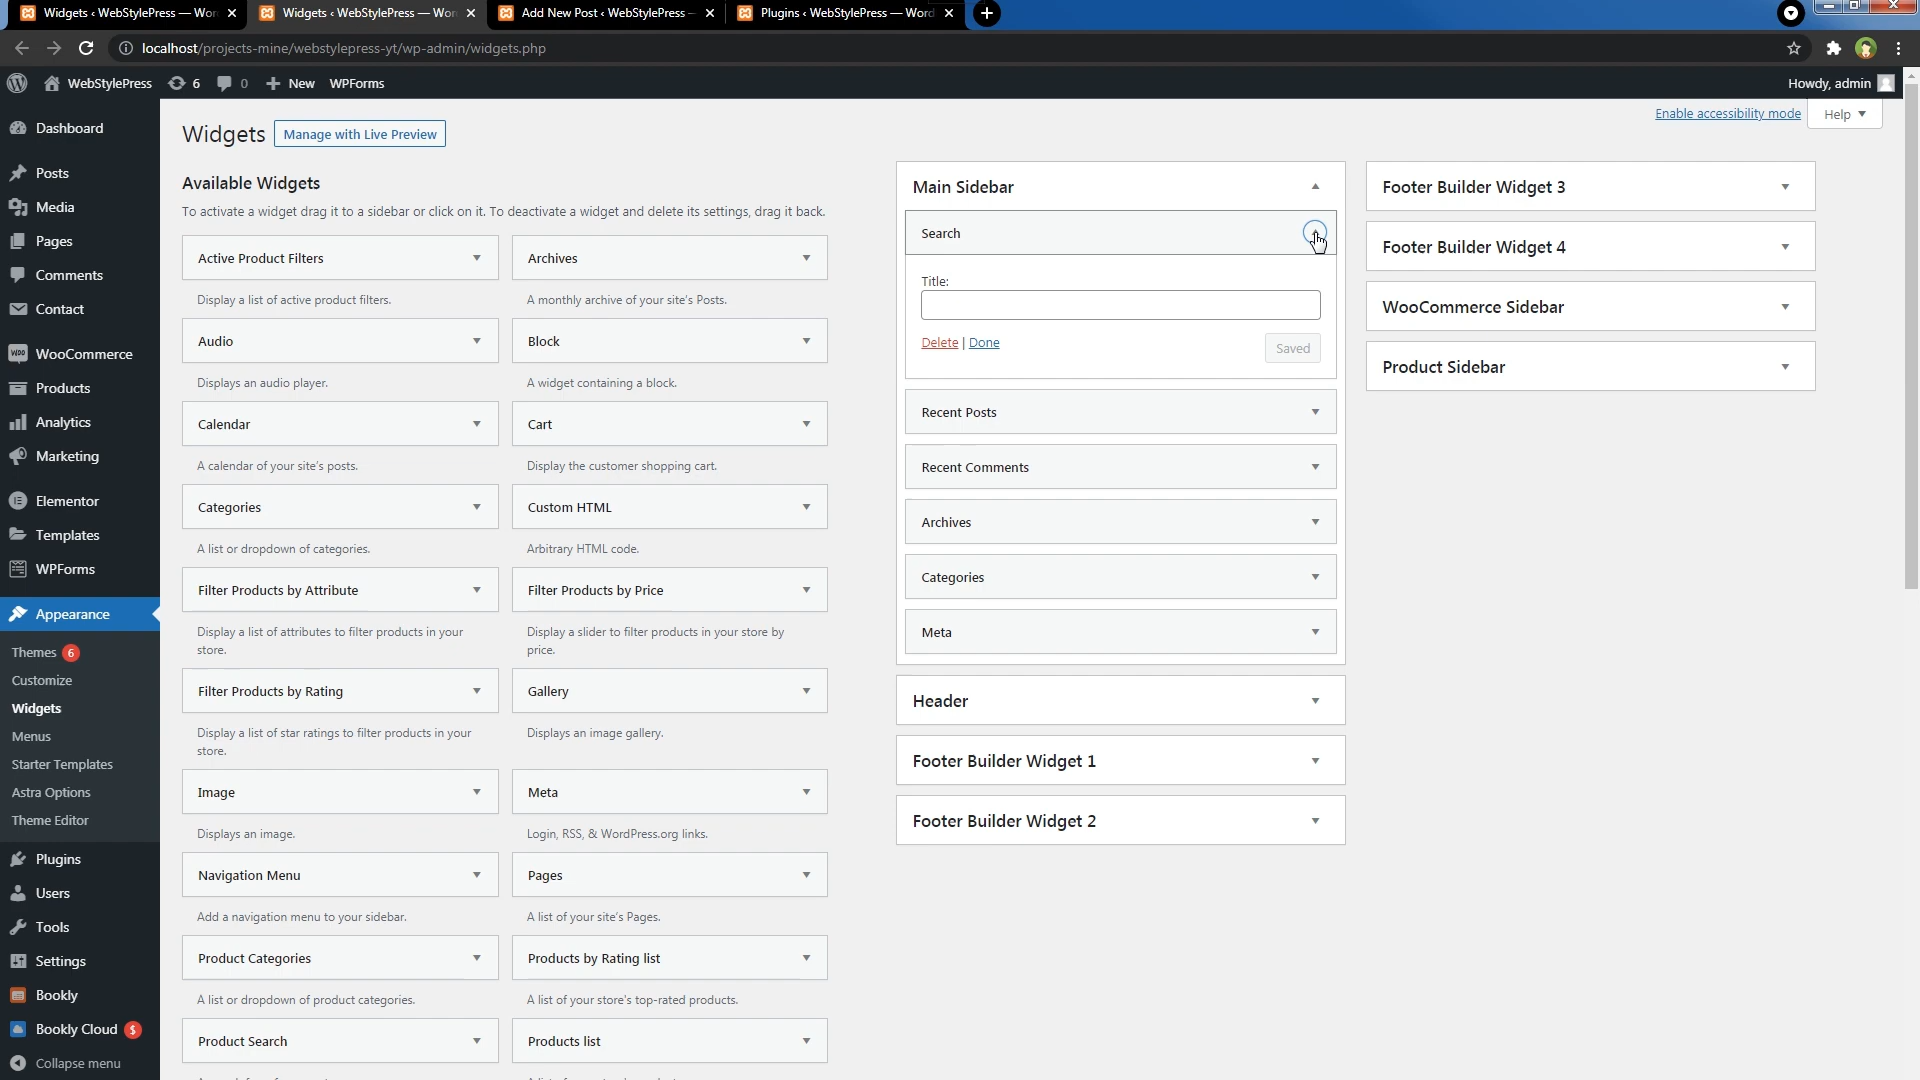 Widgets ‹ WebStylePress — Wor
Widgets ‹ WebStylePress — Wor
Add New Post ‹ WebStylePress —
Plugins ‹ WebStylePress — Word
localhost/projects-mine/webstylepress-yt/wp-admin/widgets.php
WebStylePress 6 0 New WPForms Howdy, admin
Enable accessibility mode
Help
Dashboard
Posts
Media
Pages
Comments
Contact
WooCommerce
Products
Analytics
Marketing
Elementor
Templates
WPForms
Appearance
Themes 6
Customize
Widgets
Menus
Starter Templates
Astra Options
Theme Editor
Plugins
Users
Tools
Settings
Bookly
Bookly Cloud $
Collapse menu
Widgets Manage with Live Preview
Available Widgets
To activate a widget drag it to a sidebar or click on it. To deactivate a widget and delete its settings, drag it back.
Active Product Filters
Display a list of active product filters.
Archives
A monthly archive of your site's Posts.
Audio
Displays an audio player.
Block
A widget containing a block.
Calendar
A calendar of your site's posts.
Cart
Display the customer shopping cart.
Categories
A list or dropdown of categories.
Custom HTML
Arbitrary HTML code.
Filter Products by Attribute
Display a list of attributes to filter products in your
store.
Filter Products by Price
Display a slider to filter products in your store by
price.
Filter Products by Rating
Display a list of star ratings to filter products in your
store.
Gallery
Displays an image gallery.
Image
Displays an image.
Meta
Login, RSS, & WordPress.org links.
Navigation Menu
Add a navigation menu to your sidebar.
Pages
A list of your site's Pages.
Product Categories
A list or dropdown of product categories.
Products by Rating list
A list of your store's top-rated products.
Product Search
Products list
Main Sidebar
Search
Title:
Delete | Done
Saved
Recent Posts
Recent Comments
Archives
Categories
Meta
Header
Footer Builder Widget 1
Footer Builder Widget 2
Footer Builder Widget 3
Footer Builder Widget 4
WooCommerce Sidebar
Product Sidebar